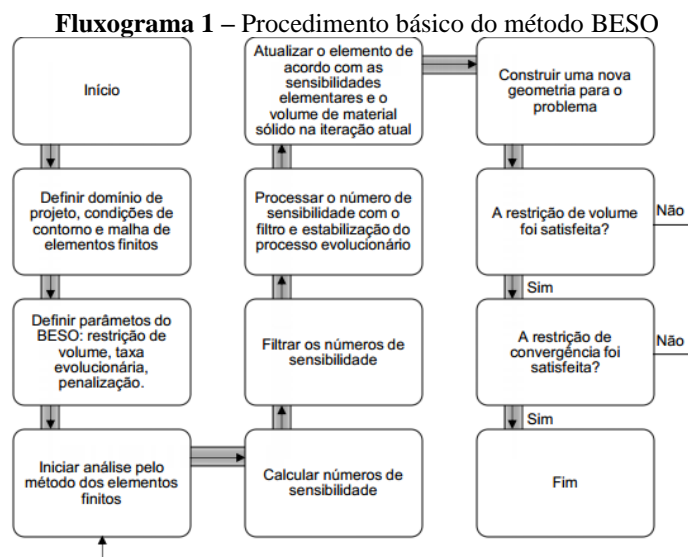 Fluxograma 1 – Procedimento básico do método BESO
Início
Definir domínio de
projeto, condições de
contorno e malha de
elementos finitos
Definir parâmetos do
BESO: restrição de
volume, taxa
evolucionária,
penalização.
Iniciar análise pelo
método dos elementos
finitos
Calcular números de
sensibilidade
Filtrar os números de
sensibilidade
Processar o número de
sensibilidade com o
filtro e estabilização do
processo evolucionário
Atualizar o elemento de
acordo com as
sensibilidades
elementares e o
volume de material
sólido na iteração atual
Construir uma nova
geometria para o
problema
A restrição de volume
foi satisfeita?
Não
Sim
A restrição de
convergência foi
satisfeita?
Não
Sim
Fim